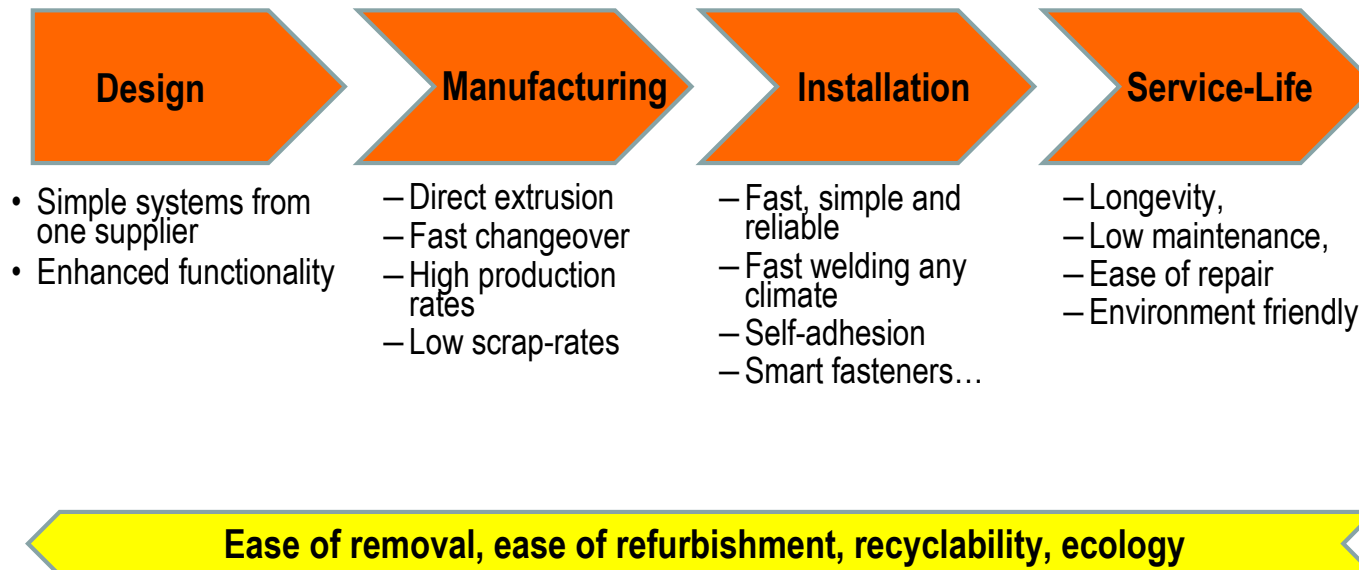 Design
Manufacturing
Installation
Service-Life
• Simple systems from
one supplier
• Enhanced functionality
– Direct extrusion
– Fast changeover
– High production
rates
– Low scrap-rates
– Fast, simple and
reliable
– Fast welding any
climate
– Self-adhesion
– Smart fasteners…
– Longevity,
– Low maintenance,
– Ease of repair
– Environment friendly
Ease of removal, ease of refurbishment, recyclability, ecology